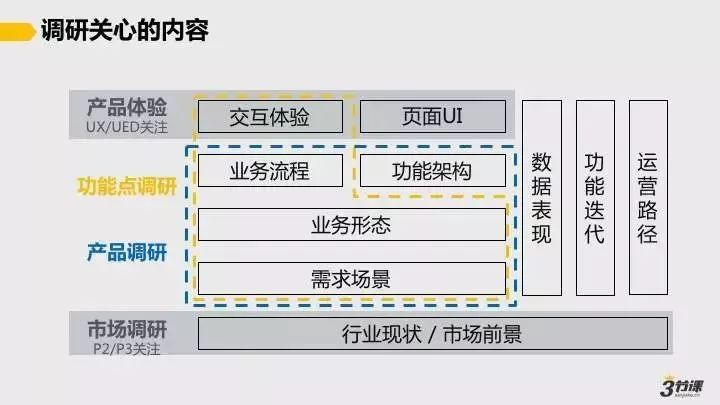 调研关心的内容
产品体验
UX/UED关注
交互体验
页面UI
功能点调研
业务流程
功能架构
产品调研
业务形态
需求场景
数据表现
功能迭代
运营路径
市场调研
P2/P3关注
行业现状 / 市场前景
3节课
sanjieke.cn